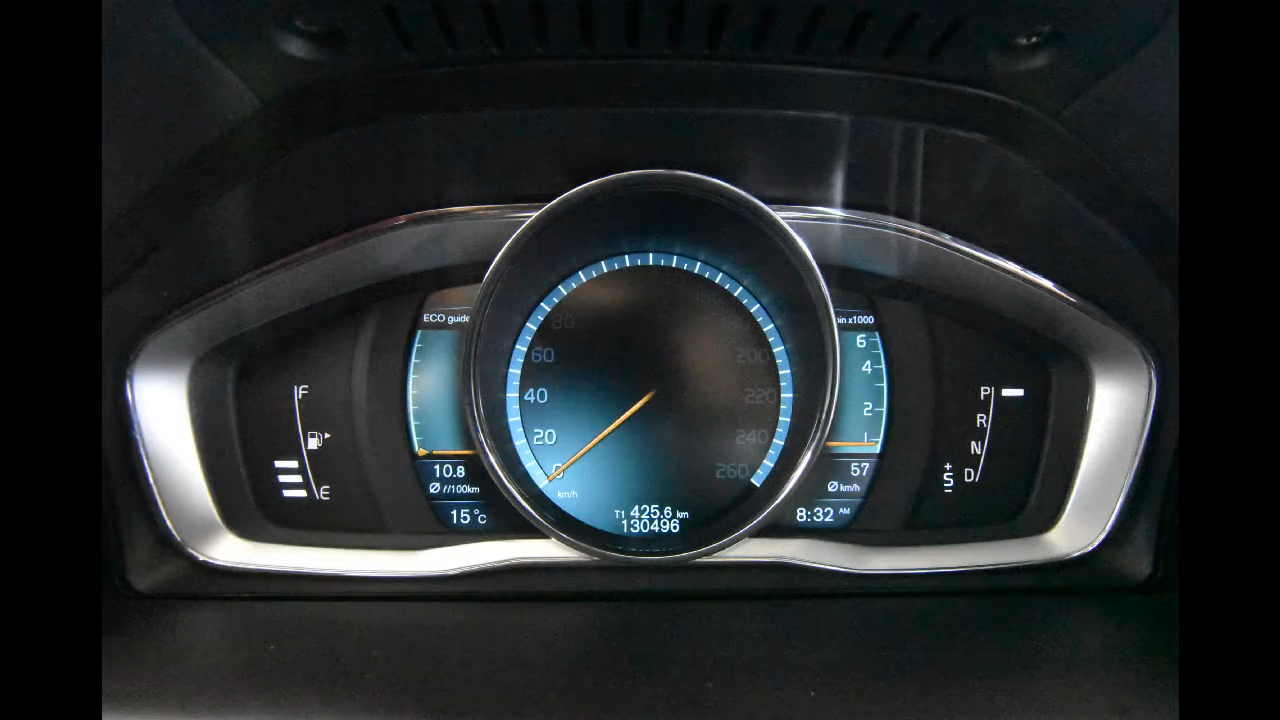 ECO guide
F
E
10.8
Ø ℓ/100km
15 °C
80
60
40
20
0
km/h
200
220
240
260
T1 425.6 km
130496
x1000
6
4
2
1
57
Ø km/h
8:32 AM
P
R
N
D
+
S
−